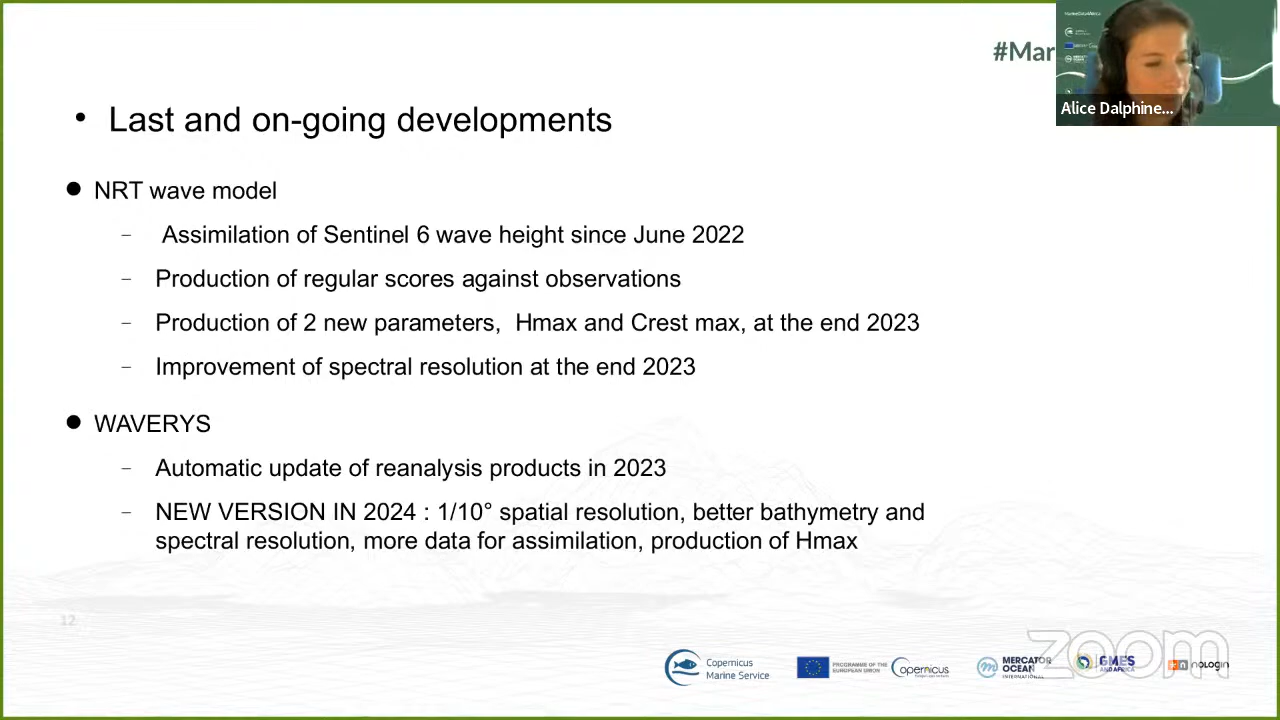 #Mar
Alice Dalphine...
• Last and on-going developments
● NRT wave model
– Assimilation of Sentinel 6 wave height since June 2022
– Production of regular scores against observations
– Production of 2 new parameters, Hmax and Crest max, at the end 2023
– Improvement of spectral resolution at the end 2023
● WAVERYS
– Automatic update of reanalysis products in 2023
– NEW VERSION IN 2024 : 1/10° spatial resolution, better bathymetry and
spectral resolution, more data for assimilation, production of Hmax
12
zoom
Copernicus
Marine Service
PROGRAMME OF THE
EUROPEAN UNION
opernicus
MERCATOR
OCEAN
INTERNATIONAL
GMES
AND AFRICA
nologin